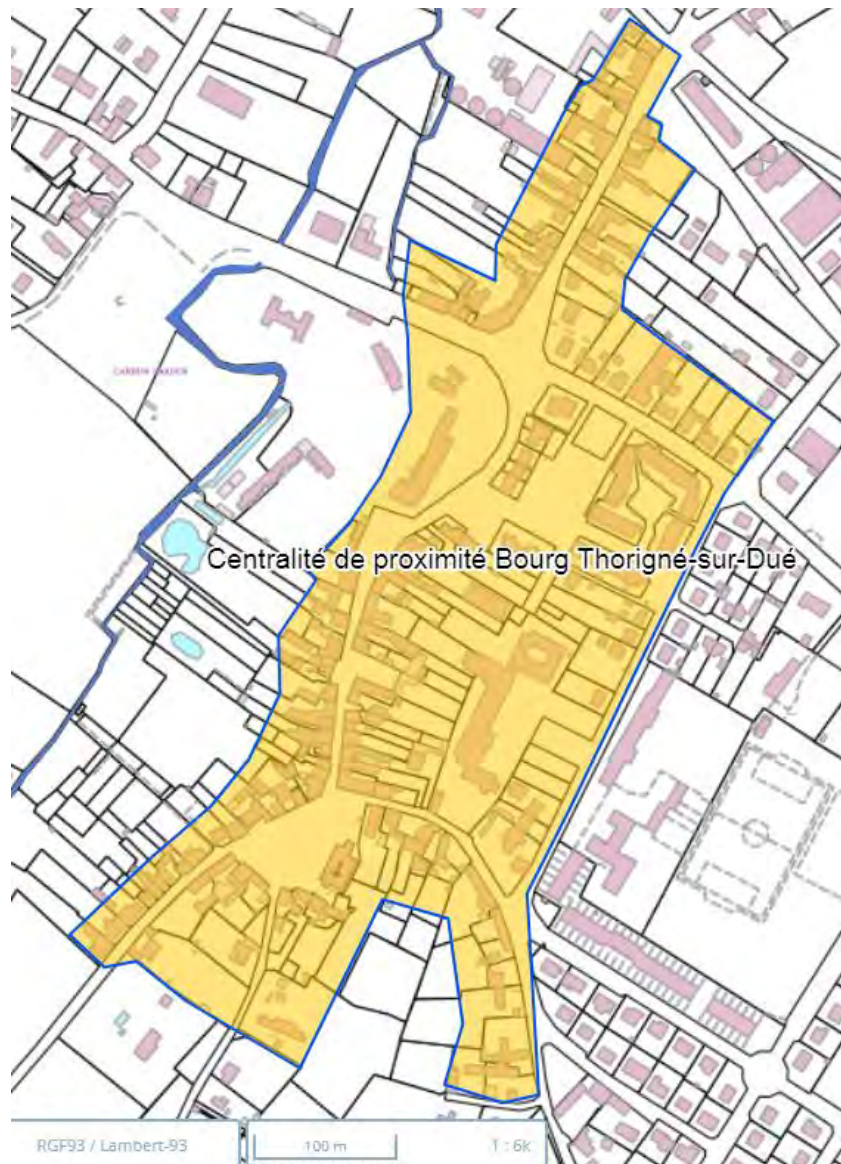 Centralité de proximité Bourg Thorigné-sur-Dué
RGF93 / Lambert-93
100 m
1 : 6k